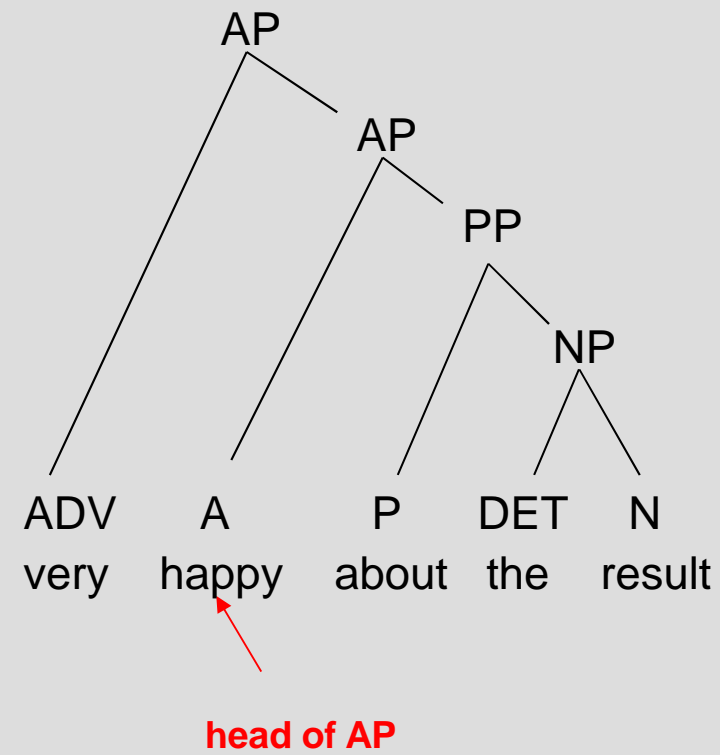 AP
AP
PP
NP
ADV A P DET N
very happy about the result
head of AP